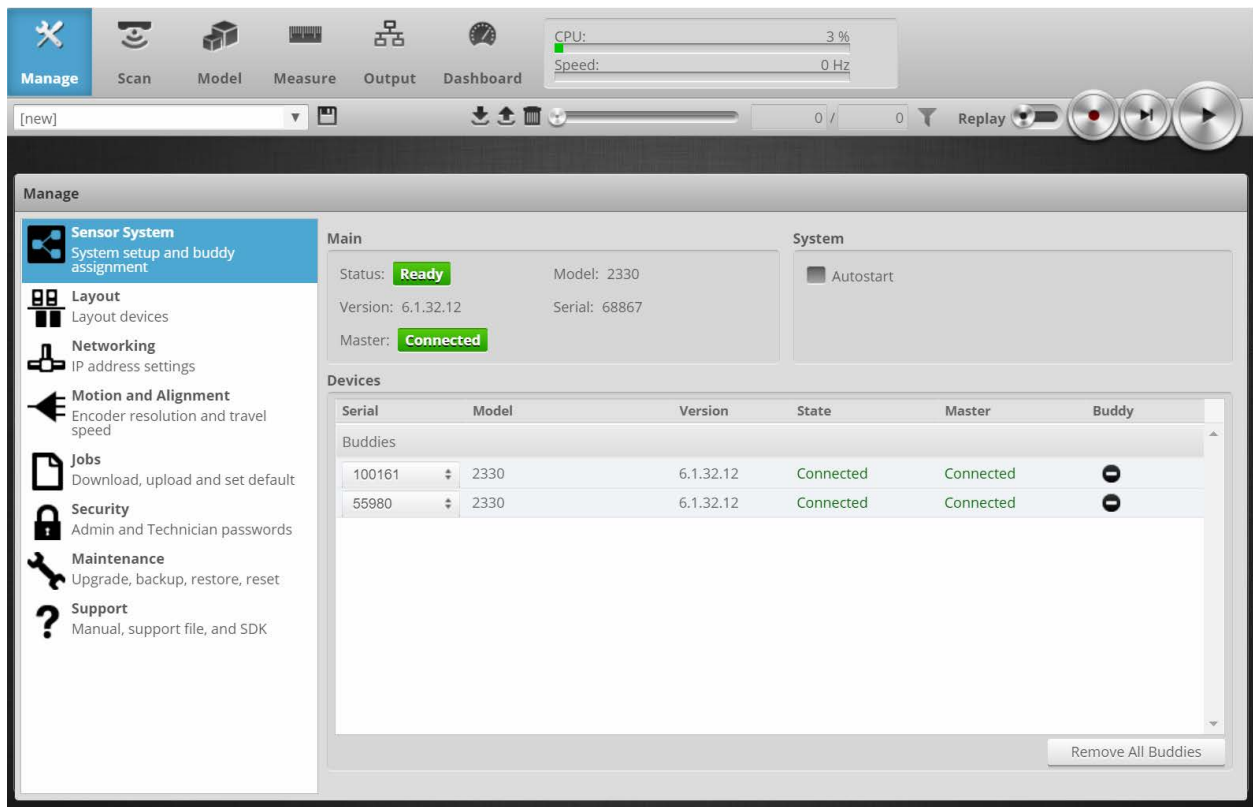 Manage Scan Model Measure Output Dashboard
CPU: 3 %
Speed: 0 Hz
[new] 0 / 0 Replay
Manage
Sensor System
System setup and buddy
assignment
Layout
Layout devices
Networking
IP address settings
Motion and Alignment
Encoder resolution and travel
speed
Jobs
Download, upload and set default
Security
Admin and Technician passwords
Maintenance
Upgrade, backup, restore, reset
Support
Manual, support file, and SDK
Main
Status: Ready Model: 2330
Version: 6.1.32.12 Serial: 68867
Master: Connected
System
Autostart
Devices
Serial Model Version State Master Buddy
Buddies
100161 2330 6.1.32.12 Connected Connected
55980 2330 6.1.32.12 Connected Connected
Remove All Buddies